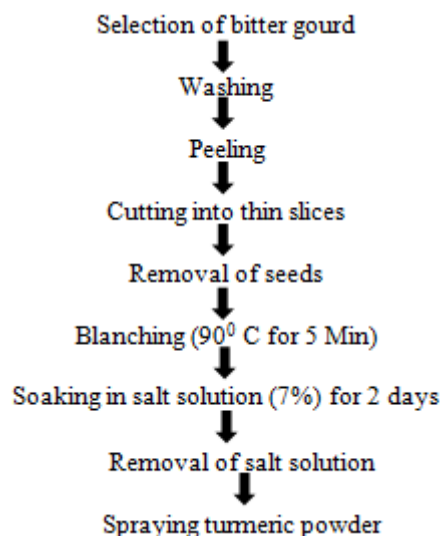 Selection of bitter gourd
Washing
Peeling
Cutting into thin slices
Removal of seeds
Blanching (90⁰ C for 5 Min)
Soaking in salt solution (7%) for 2 days
Removal of salt solution
Spraying turmeric powder